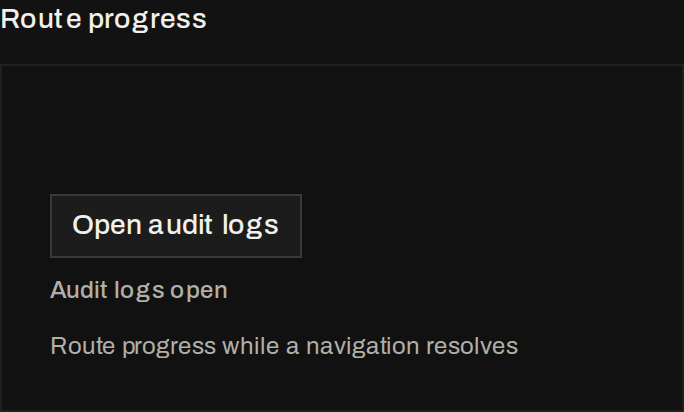 Route progress
Open audit logs
Audit logs open
Route progress while a navigation resolves